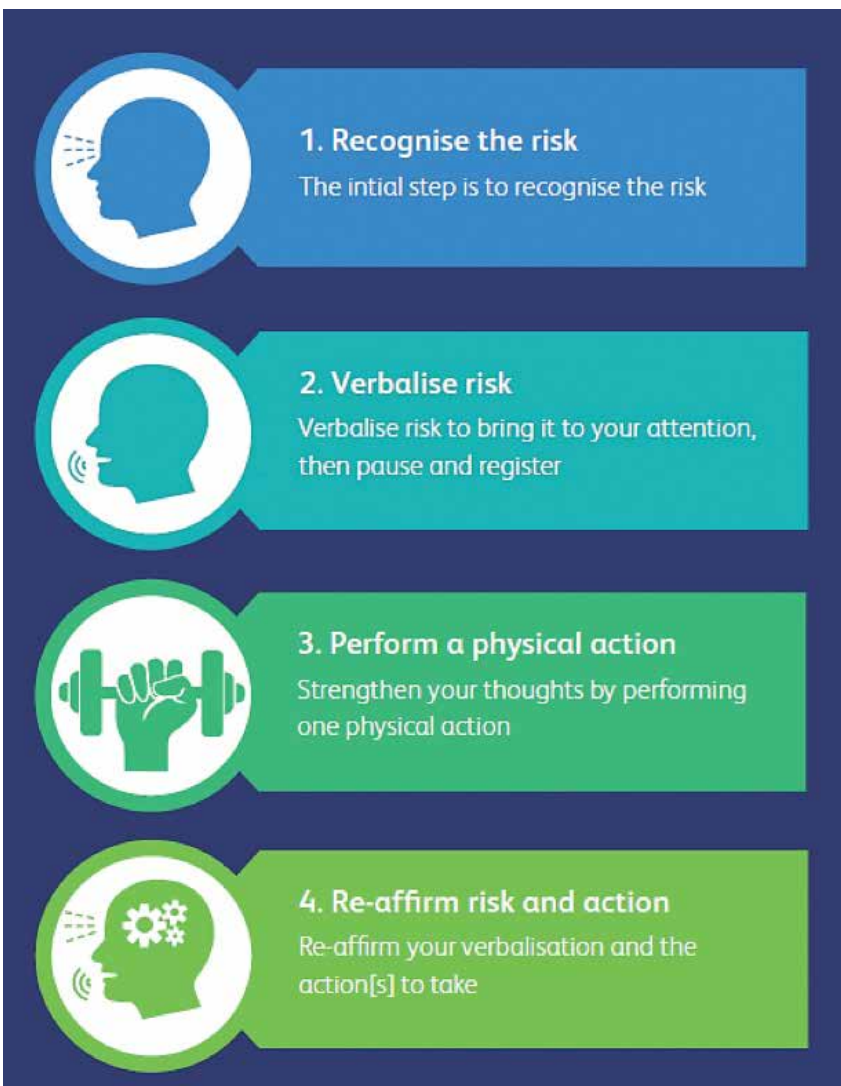 1. Recognise the risk
The intial step is to recognise the risk
2. Verbalise risk
Verbalise risk to bring it to your attention,
then pause and register
3. Perform a physical action
Strengthen your thoughts by performing
one physical action
4. Re-affirm risk and action
Re-affirm your verbalisation and the
action[s] to take